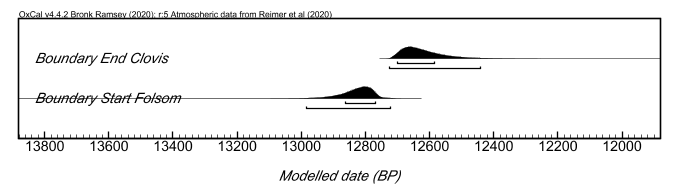 OxCal v4.4.2 Bronk Ramsey (2020); r:5 Atmospheric data from Reimer et al (2020)
Boundary End Clovis
Boundary Start Folsom
13800 13600 13400 13200 13000 12800 12600 12400 12200 12000
Modelled date (BP)